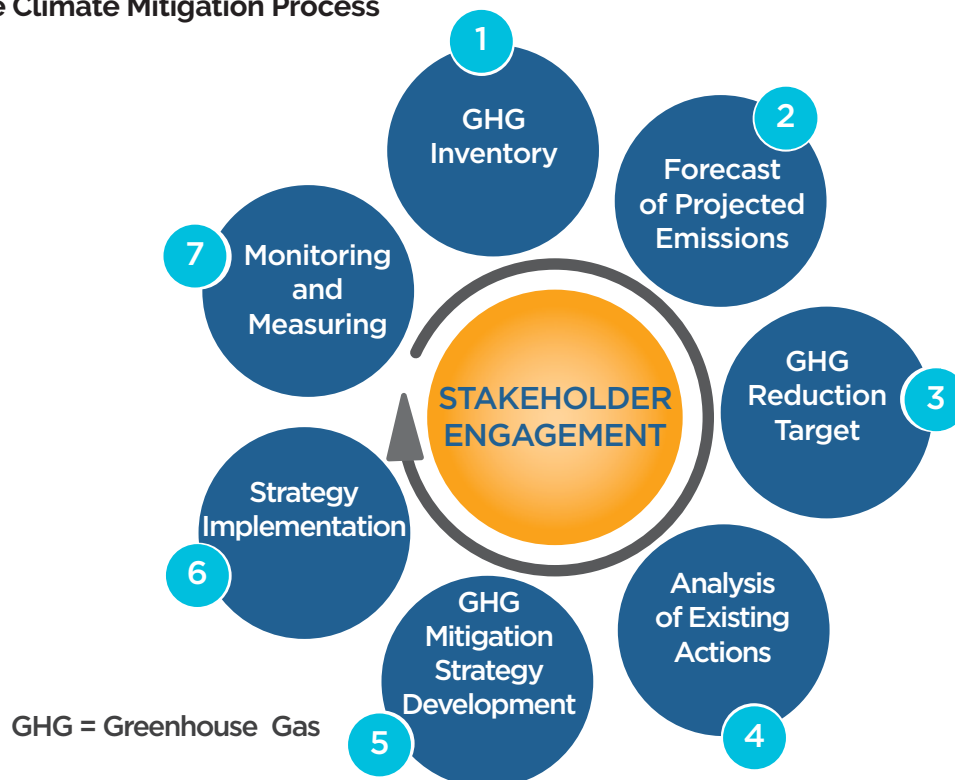 Climate Mitigation Process
1
GHG
Inventory
2
Forecast
of Projected
Emissions
3
GHG
Reduction
Target
4
Analysis
of Existing
Actions
5
GHG
Mitigation
Strategy
Development
6
Strategy
Implementation
7
Monitoring
and
Measuring
STAKEHOLDER
ENGAGEMENT
GHG = Greenhouse Gas